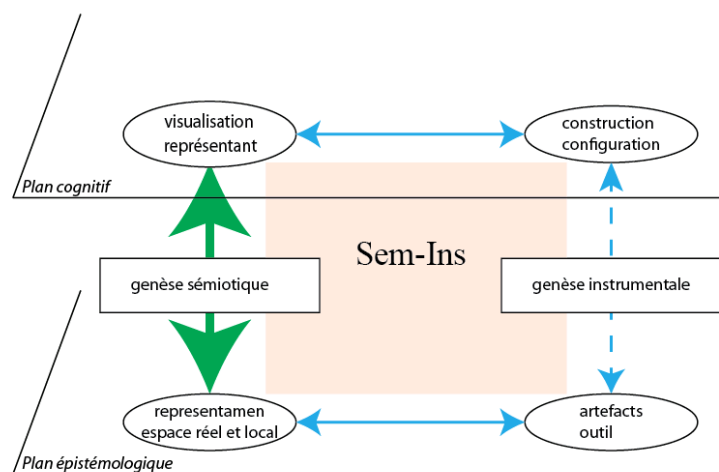 visualisation
représentant
construction
configuration
Plan cognitif
Sem-Ins
genèse sémiotique
genèse instrumentale
representamen
espace réel et local
artefacts
outil
Plan épistémologique